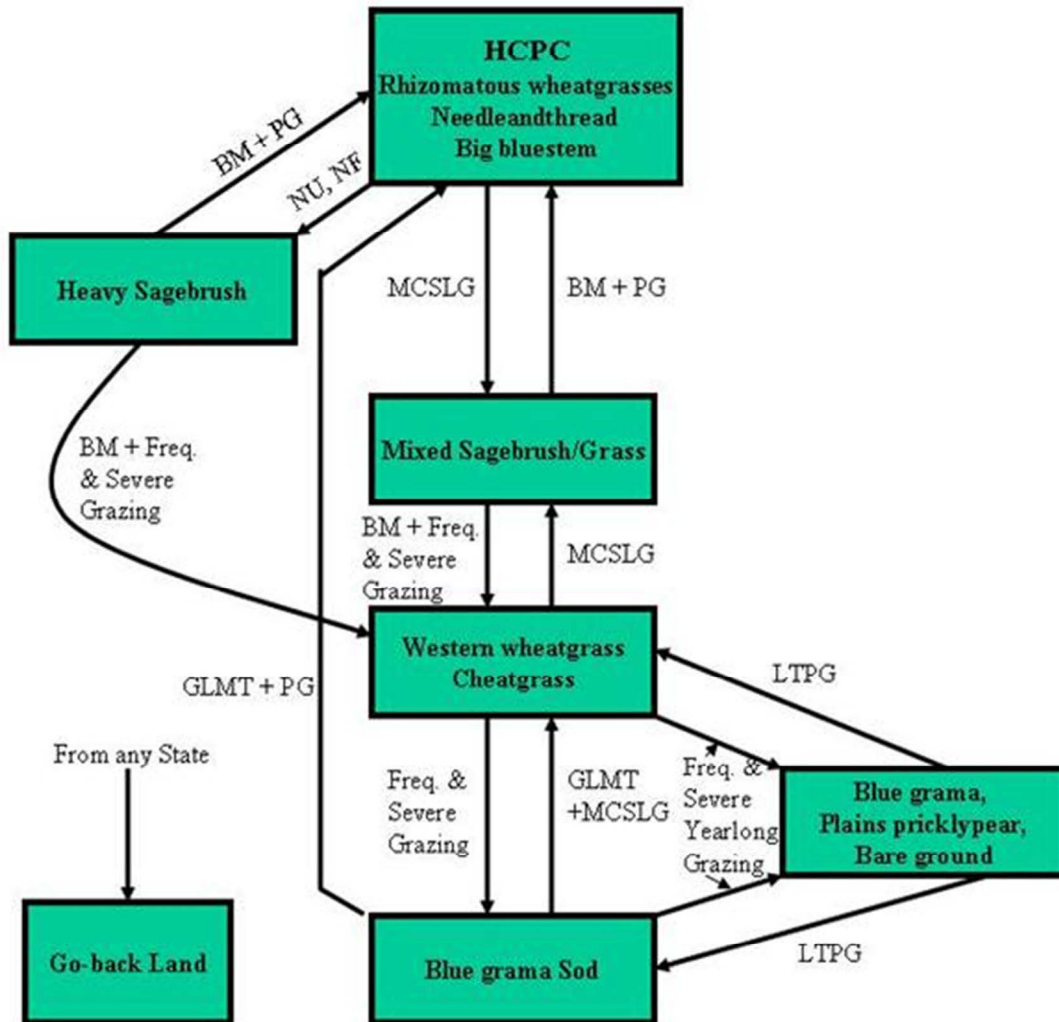 HCPC
Rhizomatous wheatgrasses
Needleandthread
Big bluestem
BM + PG
NU, NF
Heavy Sagebrush
MCSLG
BM + PG
Mixed Sagebrush/Grass
BM + Freq.
& Severe
Grazing
BM + Freq.
& Severe
Grazing
MCSLG
Western wheatgrass
Cheatgrass
GLMT + PG
LTPG
From any State
Freq. &
Severe
Grazing
GLMT
+MCSLG
Freq. &
Severe
Yearlong
Grazing
Blue grama,
Plains pricklypear,
Bare ground
Go-back Land
Blue grama Sod
LTPG